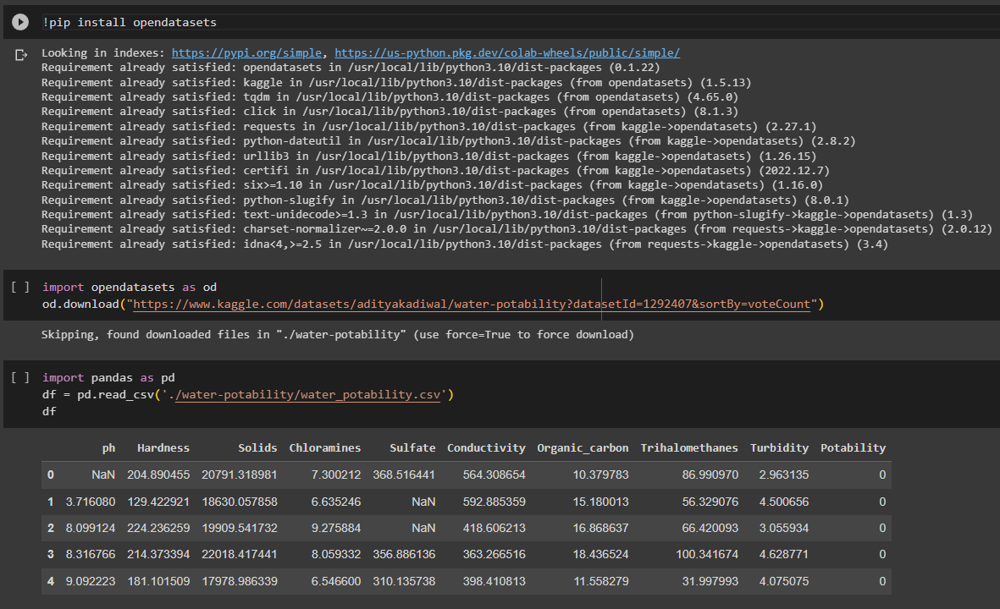 !pip install opendatasets
Looking in indexes: https://pypi.org/simple, https://us-python.pkg.dev/colab-wheels/public/simple/
Requirement already satisfied: opendatasets in /usr/local/lib/python3.10/dist-packages (0.1.22)
Requirement already satisfied: kaggle in /usr/local/lib/python3.10/dist-packages (from opendatasets) (1.5.13)
Requirement already satisfied: tqdm in /usr/local/lib/python3.10/dist-packages (from opendatasets) (4.65.0)
Requirement already satisfied: click in /usr/local/lib/python3.10/dist-packages (from opendatasets) (8.1.3)
Requirement already satisfied: requests in /usr/local/lib/python3.10/dist-packages (from kaggle->opendatasets) (2.27.1)
Requirement already satisfied: python-dateutil in /usr/local/lib/python3.10/dist-packages (from kaggle->opendatasets) (2.8.2)
Requirement already satisfied: urllib3 in /usr/local/lib/python3.10/dist-packages (from kaggle->opendatasets) (1.26.15)
Requirement already satisfied: certifi in /usr/local/lib/python3.10/dist-packages (from kaggle->opendatasets) (2022.12.7)
Requirement already satisfied: six>=1.10 in /usr/local/lib/python3.10/dist-packages (from kaggle->opendatasets) (1.16.0)
Requirement already satisfied: python-slugify in /usr/local/lib/python3.10/dist-packages (from kaggle->opendatasets) (8.0.1)
Requirement already satisfied: text-unidecode>=1.3 in /usr/local/lib/python3.10/dist-packages (from python-slugify->kaggle->opendatasets) (1.3)
Requirement already satisfied: charset-normalizer~=2.0.0 in /usr/local/lib/python3.10/dist-packages (from requests->kaggle->opendatasets) (2.0.12)
Requirement already satisfied: idna<4,>=2.5 in /usr/local/lib/python3.10/dist-packages (from requests->kaggle->opendatasets) (3.4)
[ ] import opendatasets as od
od.download("https://www.kaggle.com/datasets/adityakadiwal/water-potability?datasetId=1292407&sortBy=voteCount")
Skipping, found downloaded files in "./water-potability" (use force=True to force download)
[ ] import pandas as pd
df = pd.read_csv('./water-potability/water_potability.csv')
df
ph Hardness Solids Chloramines Sulfate Conductivity Organic_carbon Trihalomethanes Turbidity Potability
0 NaN 204.890455 20791.318981 7.300212 368.516441 564.308654 10.379783 86.990970 2.963135 0
1 3.716080 129.422921 18630.057858 6.635246 NaN 592.885359 15.180013 56.329076 4.500656 0
2 8.099124 224.236259 19909.541732 9.275884 NaN 418.606213 16.868637 66.420093 3.055934 0
3 8.316766 214.373394 22018.417441 8.059332 356.886136 363.266516 18.436524 100.341674 4.628771 0
4 9.092223 181.101509 17978.986339 6.546600 310.135738 398.410813 11.558279 31.997993 4.075075 0